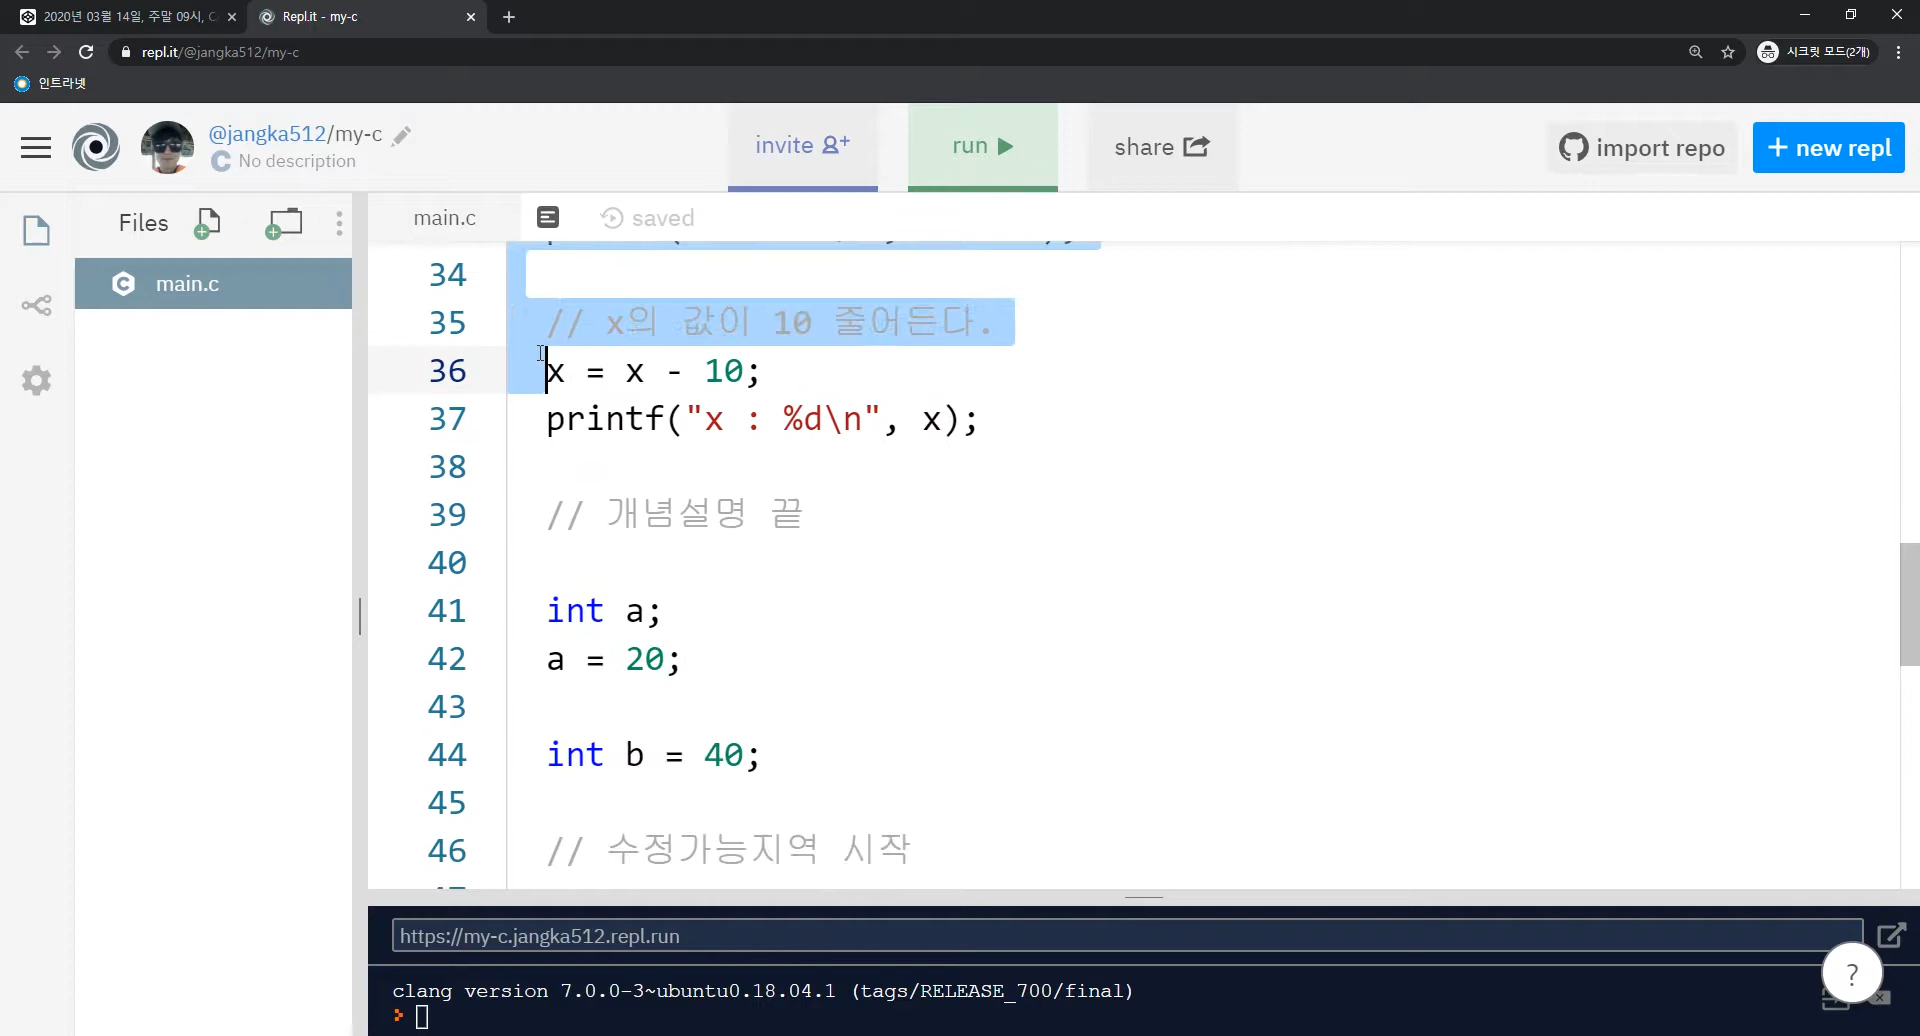 2020년 03월 14일, 주말 09시, C
Repl.it - my-c
repl.it/@jangka512/my-c
시크릿 모드(2개)
인트라넷
@jangka512/my-c
No description
invite
run
share
import repo
+ new repl
Files
main.c
main.c
saved
34
35 // x의 값이 10 줄어든다.
36 x = x - 10;
37 printf("x : %d\n", x);
38
39 // 개념설명 끝
40
41 int a;
42 a = 20;
43
44 int b = 40;
45
46 // 수정가능지역 시작
https://my-c.jangka512.repl.run
?
clang version 7.0.0-3~ubuntu0.18.04.1 (tags/RELEASE_700/final)